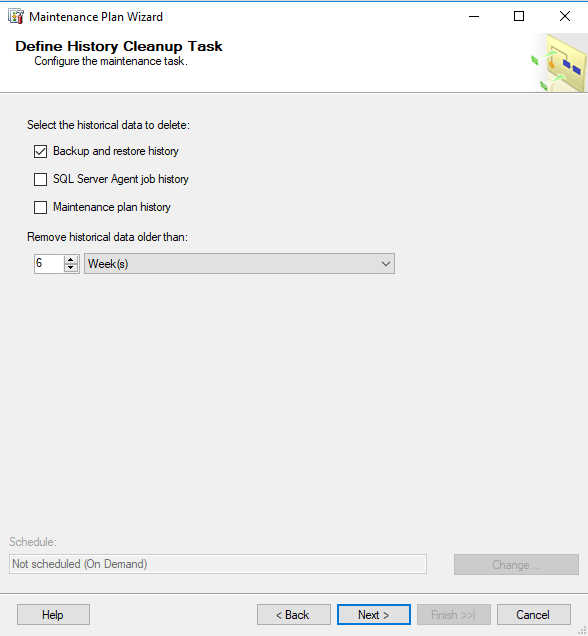 Maintenance Plan Wizard
Define History Cleanup Task
Configure the maintenance task.
Select the historical data to delete:
Backup and restore history
SQL Server Agent job history
Maintenance plan history
Remove historical data older than:
6 Week(s)
Schedule:
Not scheduled (On Demand) Change...
Help < Back Next > Finish >>| Cancel